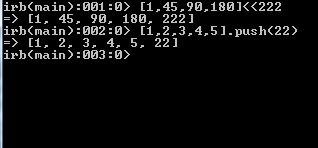 irb(main):001:0> [1,45,90,180]<<222
=> [1, 45, 90, 180, 222]
irb(main):002:0> [1,2,3,4,5].push(22)
=> [1, 2, 3, 4, 5, 22]
irb(main):003:0>